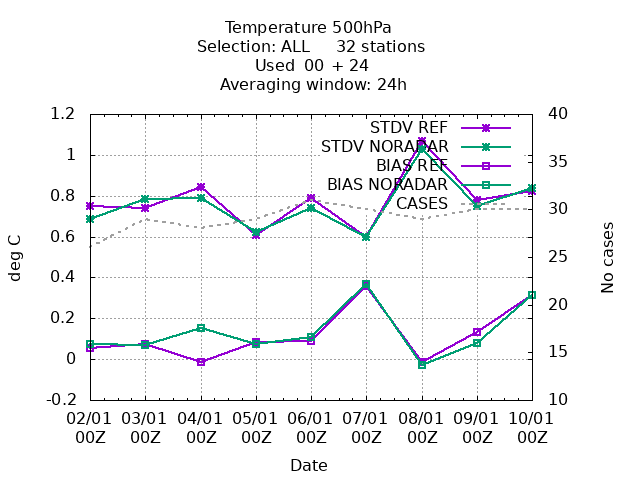 Temperature 500hPa
Selection: ALL 32 stations
Used 00 + 24
Averaging window: 24h
1.2
1
0.8
0.6
0.4
0.2
0
-0.2
40
35
30
25
20
15
10
STDV REF
STDV NORADAR
BIAS REF
BIAS NORADAR
CASES
deg C
No cases
02/01 03/01 04/01 05/01 06/01 07/01 08/01 09/01 10/01
00Z 00Z 00Z 00Z 00Z 00Z 00Z 00Z 00Z
Date